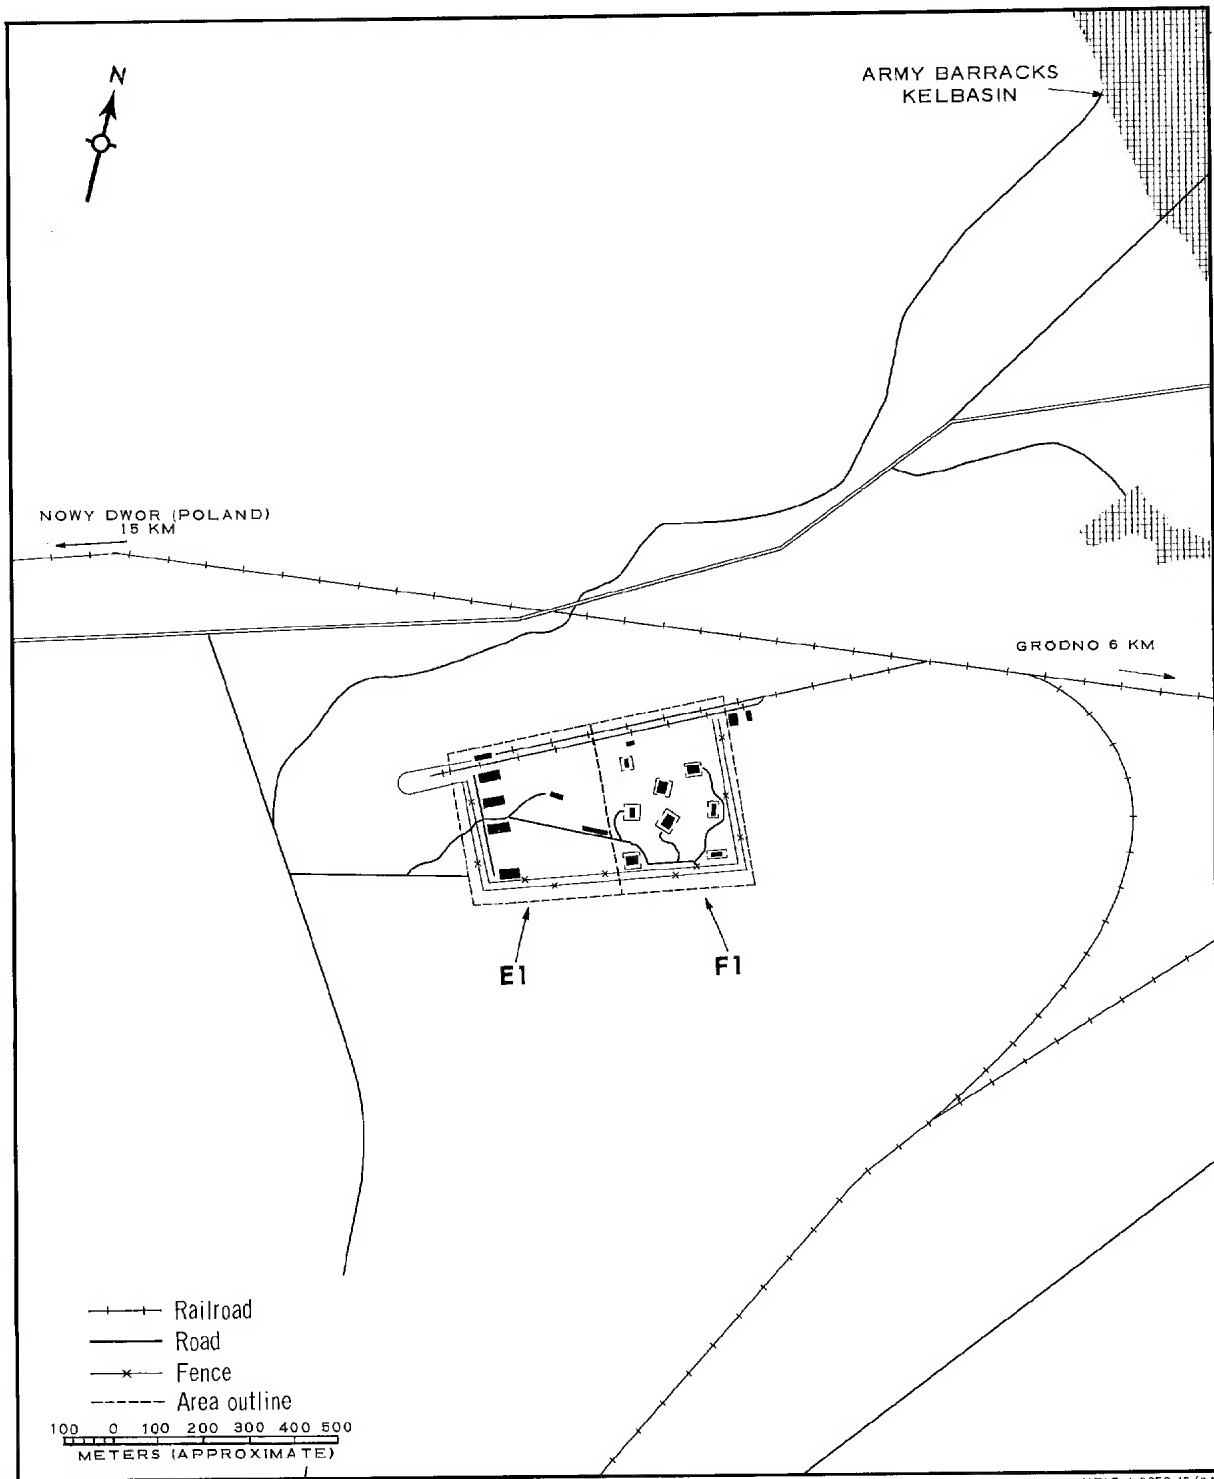 N
ARMY BARRACKS
KELBASIN
NOWY DWOR (POLAND)
15 KM
GRODNO 6 KM
E1
F1
Railroad
Road
Fence
Area outline
100 0 100 200 300 400 500
METERS (APPROXIMATE)